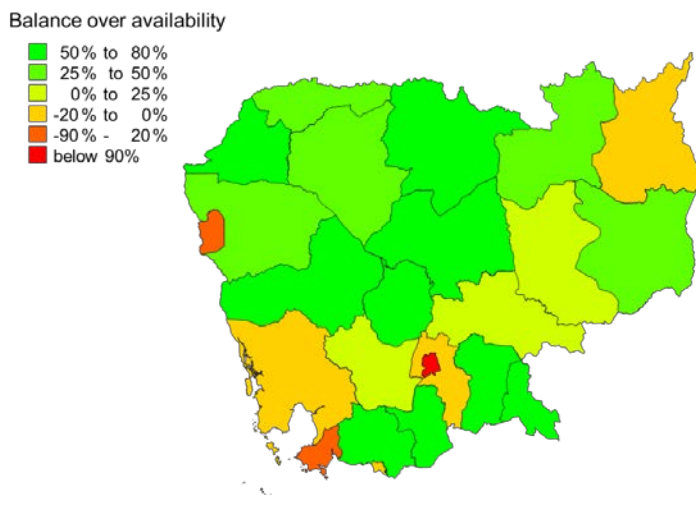 Balance over availability
50% to 80%
25% to 50%
0% to 25%
-20% to 0%
-90% - 20%
below 90%